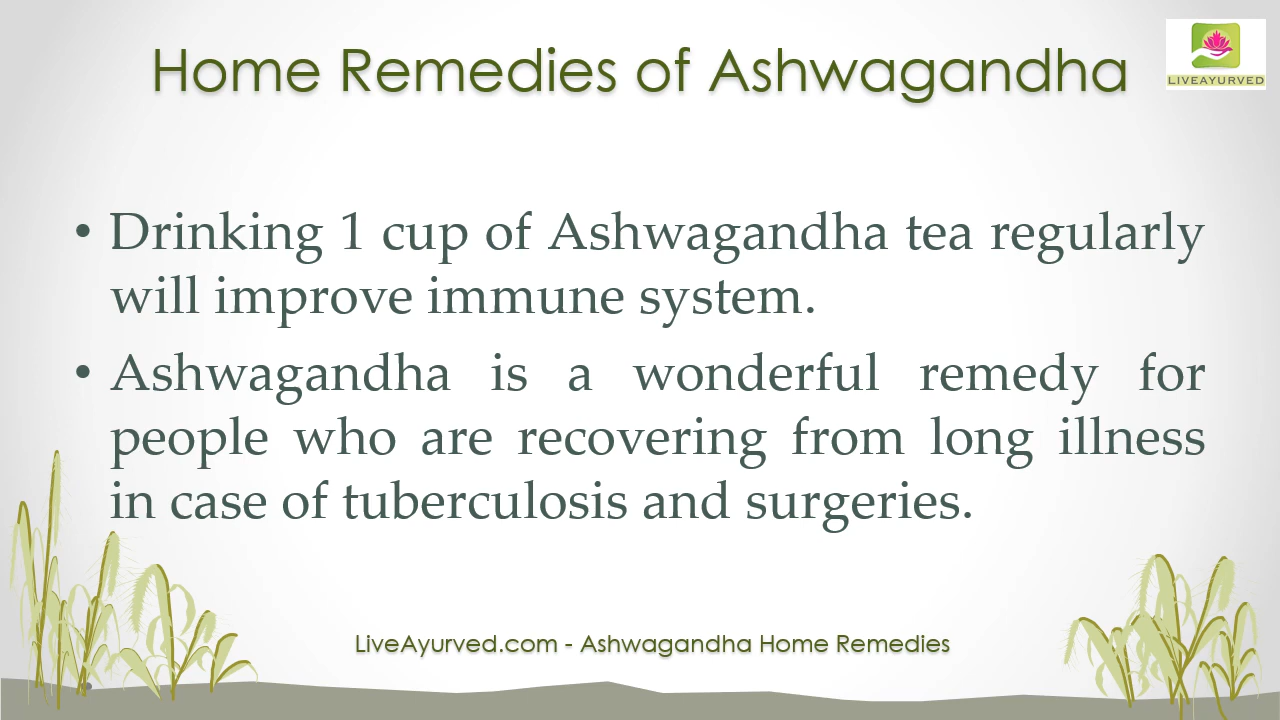 Home Remedies of Ashwagandha
LIVEAYURVED
• Drinking 1 cup of Ashwagandha tea regularly
will improve immune system.
• Ashwagandha is a wonderful remedy for
people who are recovering from long illness
in case of tuberculosis and surgeries.
LiveAyurved.com - Ashwagandha Home Remedies